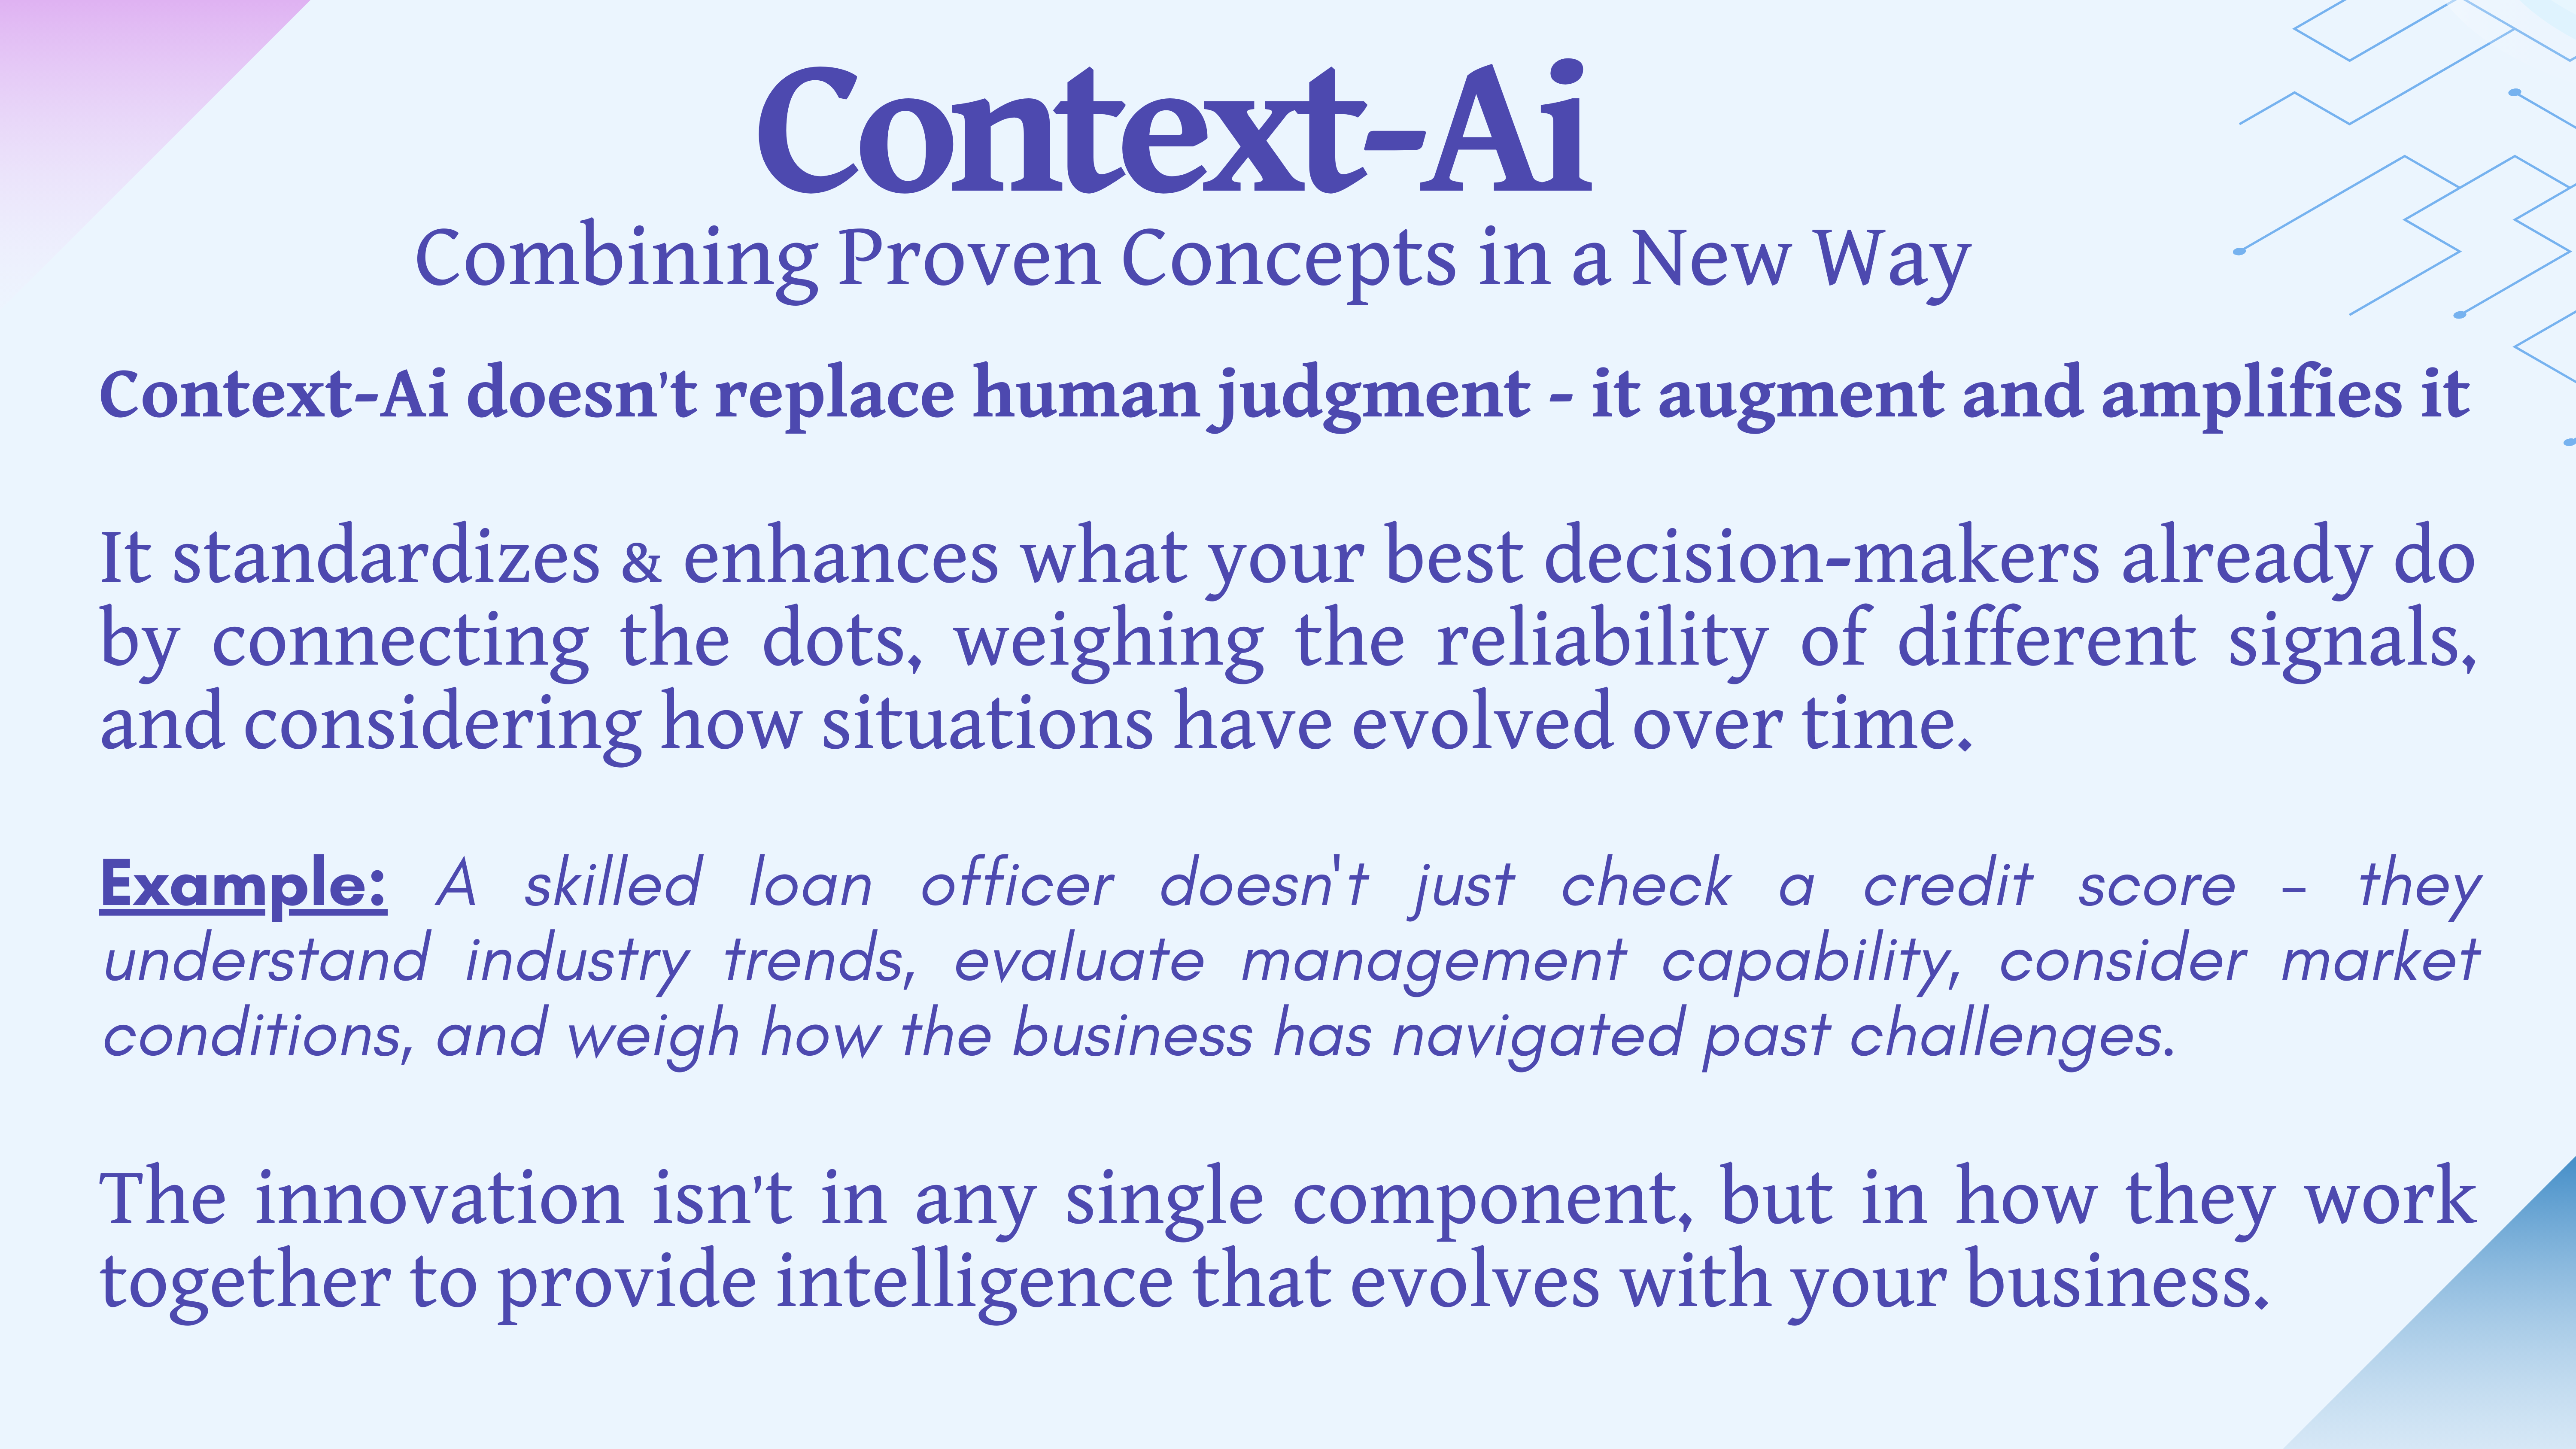 Context-Ai
Combining Proven Concepts in a New Way
Context-Ai doesn't replace human judgment - it augment and amplifies it
It standardizes & enhances what your best decision-makers already do
by connecting the dots, weighing the reliability of different signals,
and considering how situations have evolved over time.
Example: A skilled loan officer doesn't just check a credit score – they
understand industry trends, evaluate management capability, consider market
conditions, and weigh how the business has navigated past challenges.
The innovation isn't in any single component, but in how they work
together to provide intelligence that evolves with your business.